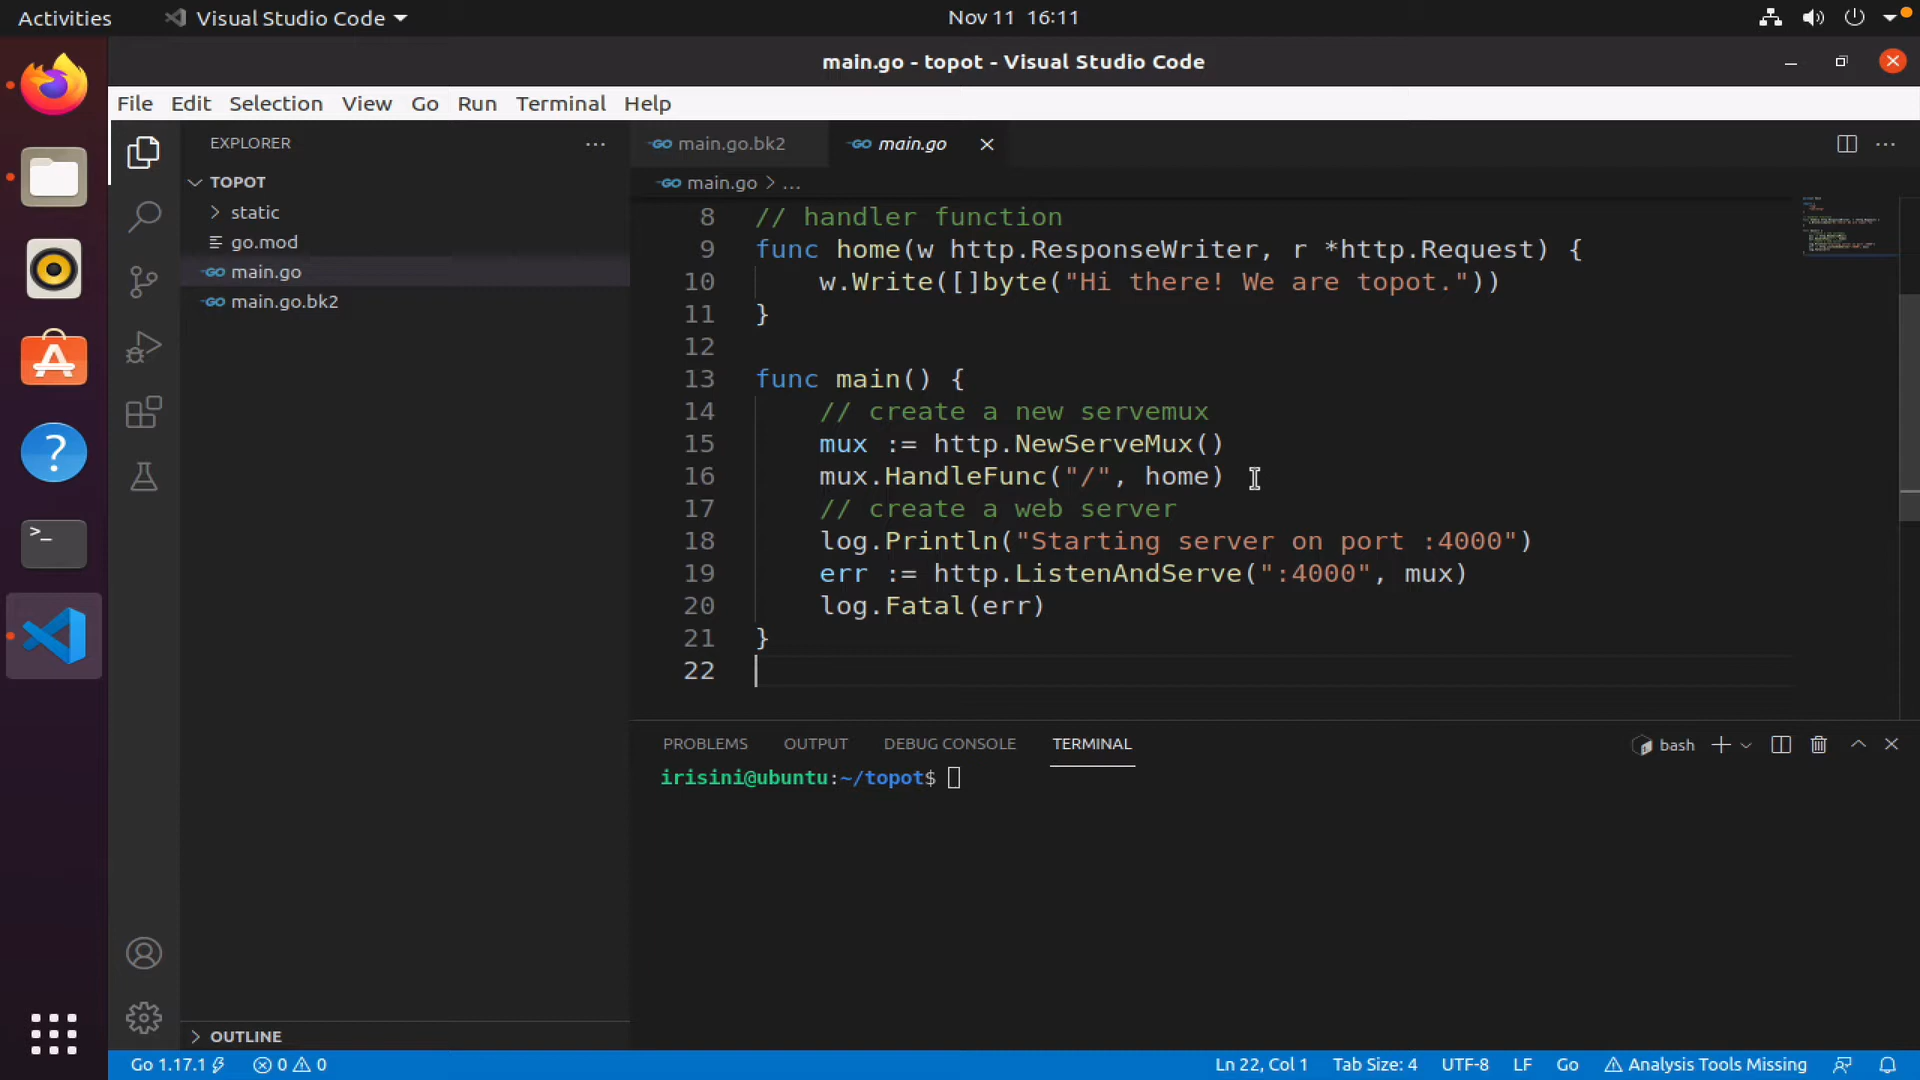 Activities
Visual Studio Code
Nov 11 16:11
main.go - topot - Visual Studio Code
File Edit Selection View Go Run Terminal Help
EXPLORER
TOPOT
static
go.mod
main.go
main.go.bk2
OUTLINE
main.go.bk2
main.go
main.go > ...
8 // handler function
9 func home(w http.ResponseWriter, r *http.Request) {
10 w.Write([]byte("Hi there! We are topot."))
11 }
12
13 func main() {
14 // create a new servemux
15 mux := http.NewServeMux()
16 mux.HandleFunc("/", home)
17 // create a web server
18 log.Println("Starting server on port :4000")
19 err := http.ListenAndServe(":4000", mux)
20 log.Fatal(err)
21 }
22
PROBLEMS OUTPUT DEBUG CONSOLE TERMINAL
bash
irisini@ubuntu:~/topot$
Go 1.17.1
0 0
Ln 22, Col 1
Tab Size: 4
UTF-8
LF
Go
Analysis Tools Missing